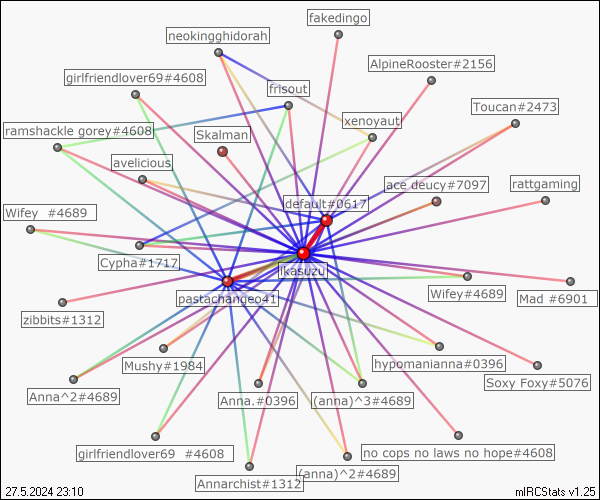 fakedingo
neokingghidorah
AlpineRooster#2156
girlfriendlover69#4608
frisout
Toucan#2473
xenoyaut
ramshackle gorey#4608
Skalman
avelicious
ace deucy#7097
rattgaming
default#0617
Wifey #4689
Cypha#1717
ikasuzu
Wifey#4689
Mad #6901
pastachangeo41
zibbits#1312
Mushy#1984
hypomanianna#0396
Soxy Foxy#5076
Anna^2#4689
Anna.#0396
(anna)^3#4689
girlfriendlover69 #4608
no cops no laws no hope#4608
(anna)^2#4689
Annarchist#1312
27.5.2024 23:10
mIRCStats v1.25